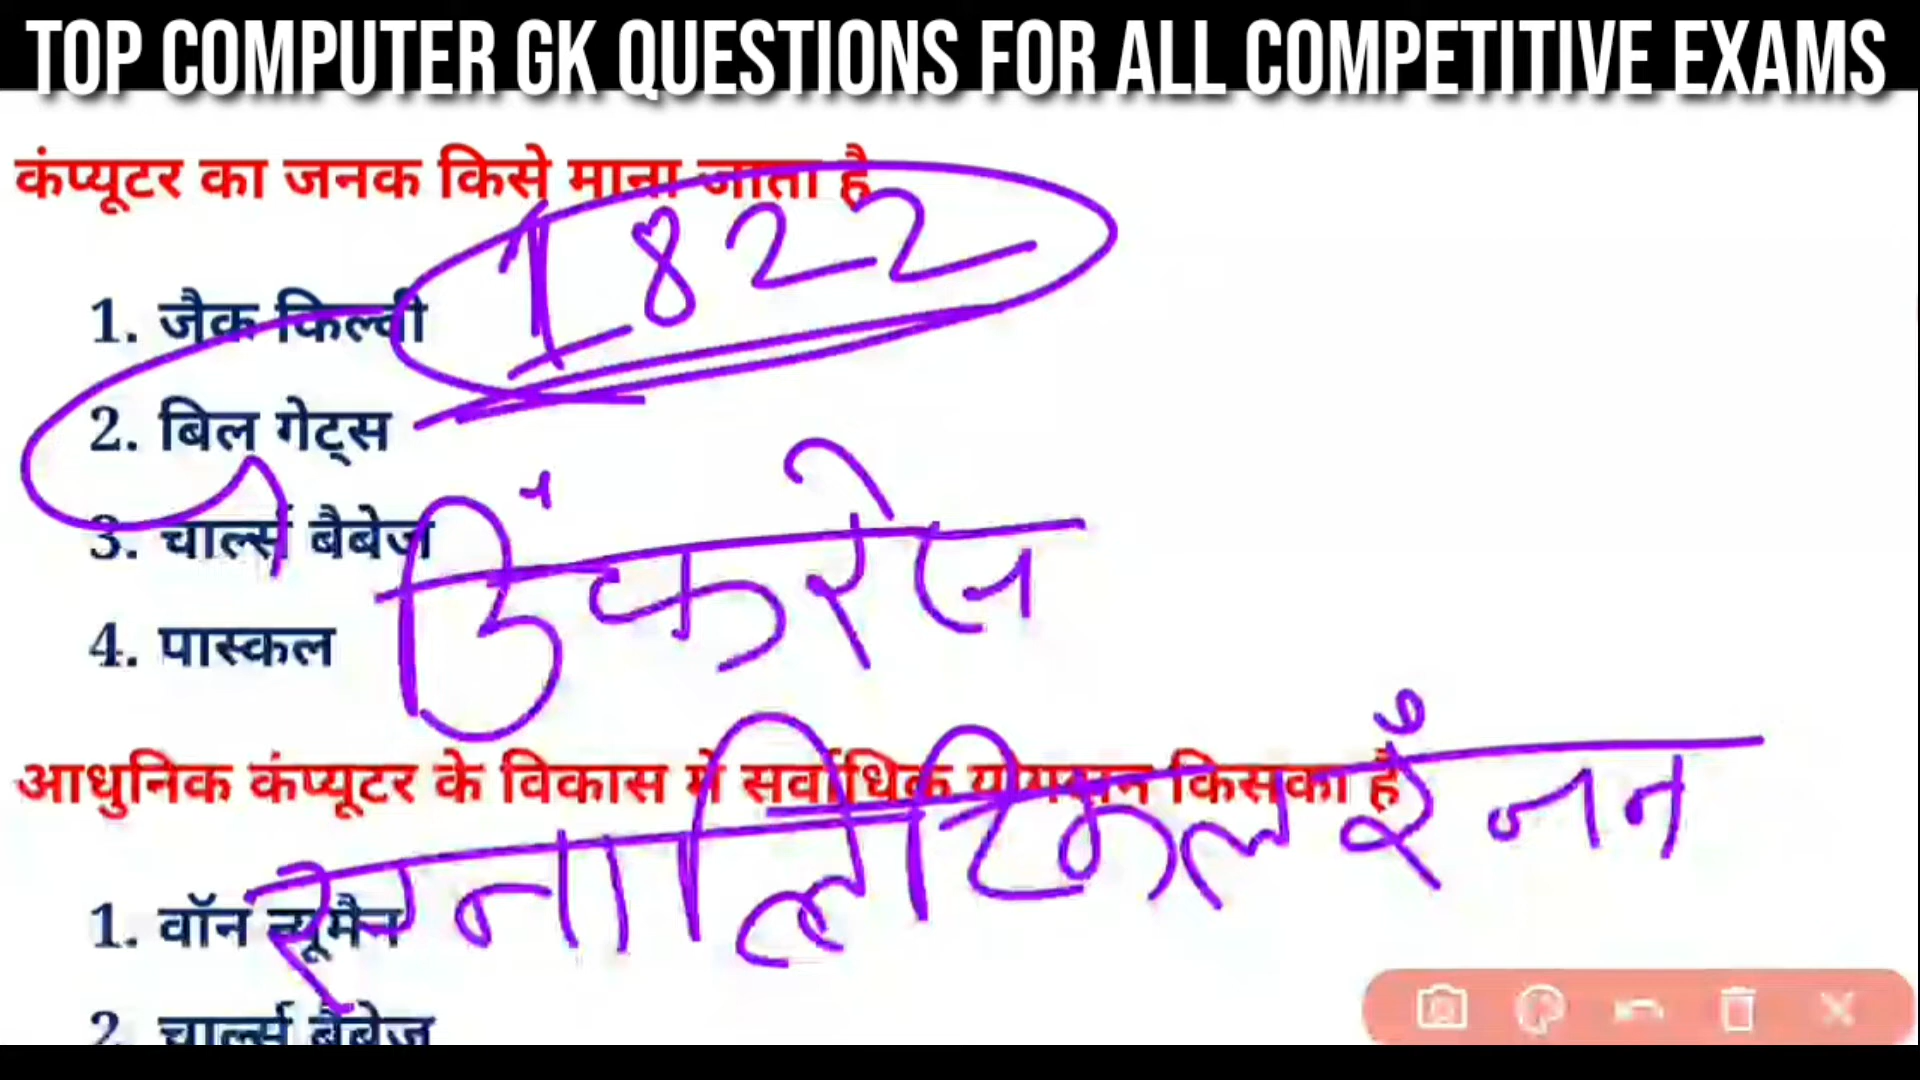 TOP COMPUTER GK QUESTIONS FOR ALL COMPETITIVE EXAMS
कंप्यूटर का जनक किसे माना जाता है
1822
1. जैक किल्वी
2. बिल गेट्स
3. चार्ल्स बैबेज
4. पास्कल
आधुनिक कंप्यूटर के विकास में सर्वाधिक योगदान किसका है
1. वॉन न्यूमैन
2. चार्ल्स बैबेज